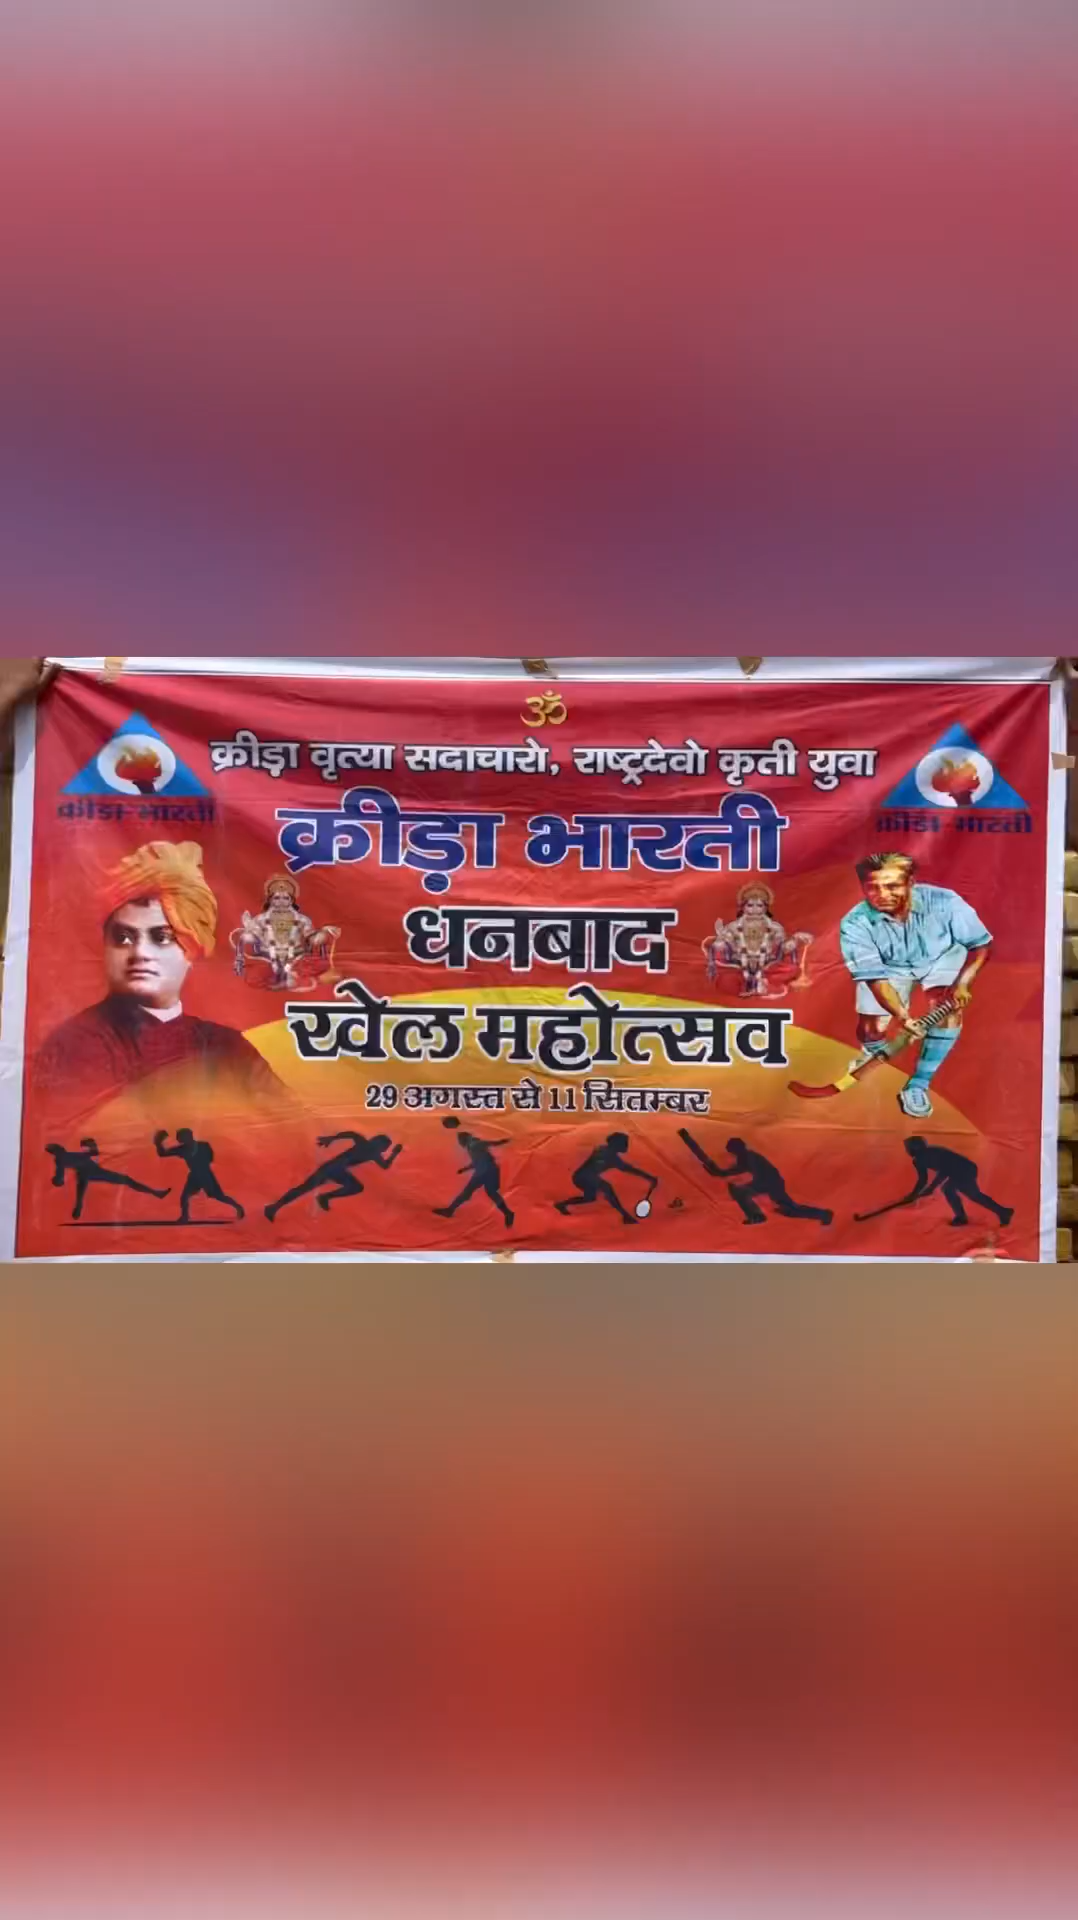 ॐ
क्रीड़ा वृत्या सदाचारो, राष्ट्रदेवो कृती युवा
क्रीडा-भारती
क्रीडा-भारती
क्रीड़ा भारती
धनबाद
खेल महोत्सव
29 अगस्त से 11 सितम्बर